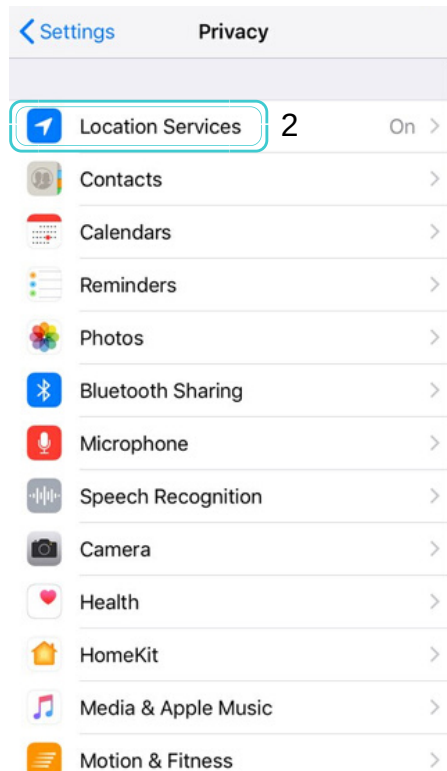 Settings Privacy
Location Services 2 On
Contacts
Calendars
Reminders
Photos
Bluetooth Sharing
Microphone
Speech Recognition
Camera
Health
HomeKit
Media & Apple Music
Motion & Fitness